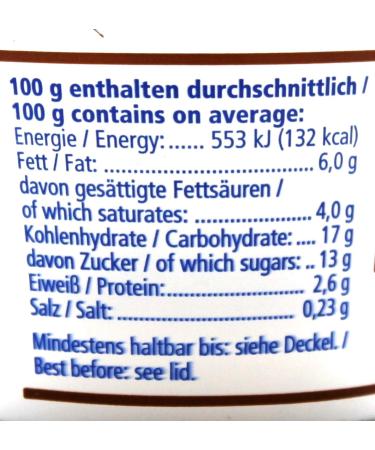 100 g enthalten durchschnittlich /
100 g contains on average:
Energie / Energy:...... 553 kJ (132 kcal)
Fett / Fat: ................................... 6,0 g
davon gesättigte Fettsäuren /
of which saturates: ..................... 4,0 g
Kohlenhydrate / Carbohydrate: .... 17 g
davon Zucker / of which sugars: .. 13 g
Eiweiß / Protein:......................... 2,6 g
Salz / Salt:................................ 0,23 g
Mindestens haltbar bis: siehe Deckel. /
Best before: see lid.